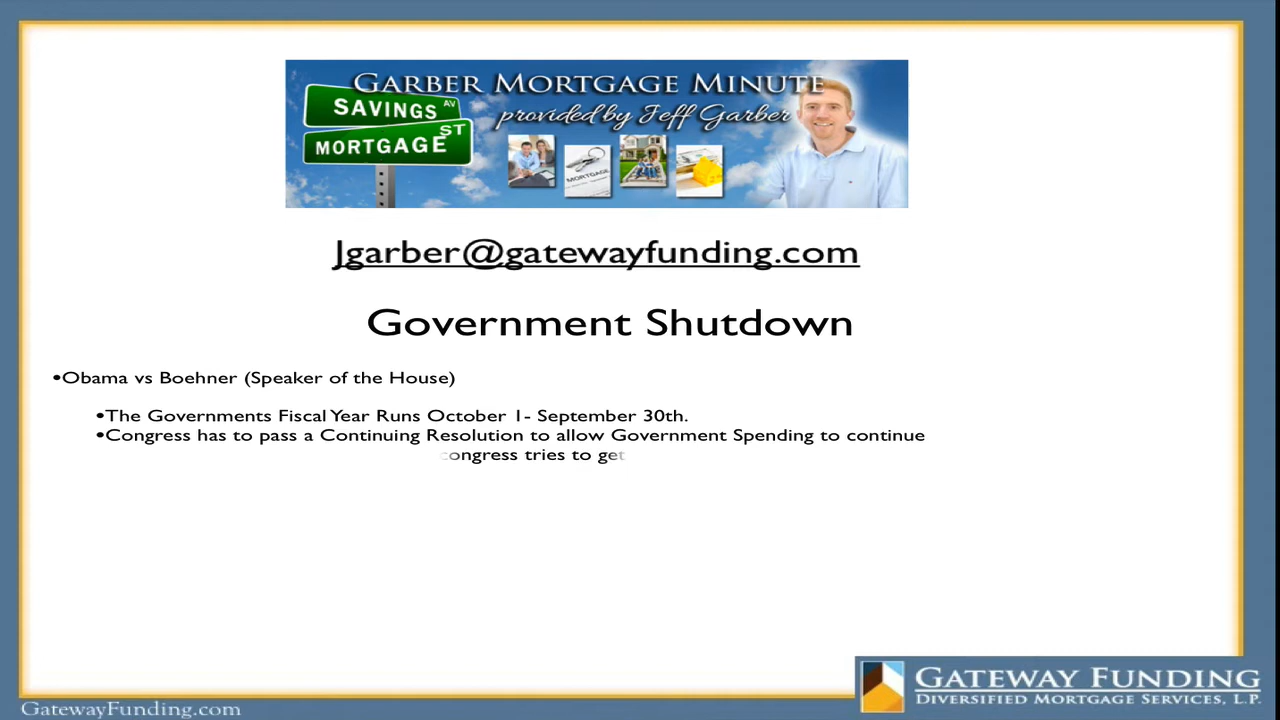 GARBER MORTGAGE MINUTE
provided by Jeff Garber
SAVINGS AV
MORTGAGE ST
MORTGAGE
Jgarber@gatewayfunding.com
Government Shutdown
•Obama vs Boehner (Speaker of the House)
•The Governments Fiscal Year Runs October 1- September 30th.
•Congress has to pass a Continuing Resolution to allow Government Spending to continue
congress tries to get
GATEWAY FUNDING
DIVERSIFIED MORTGAGE SERVICES, L.P.
GatewayFunding.com